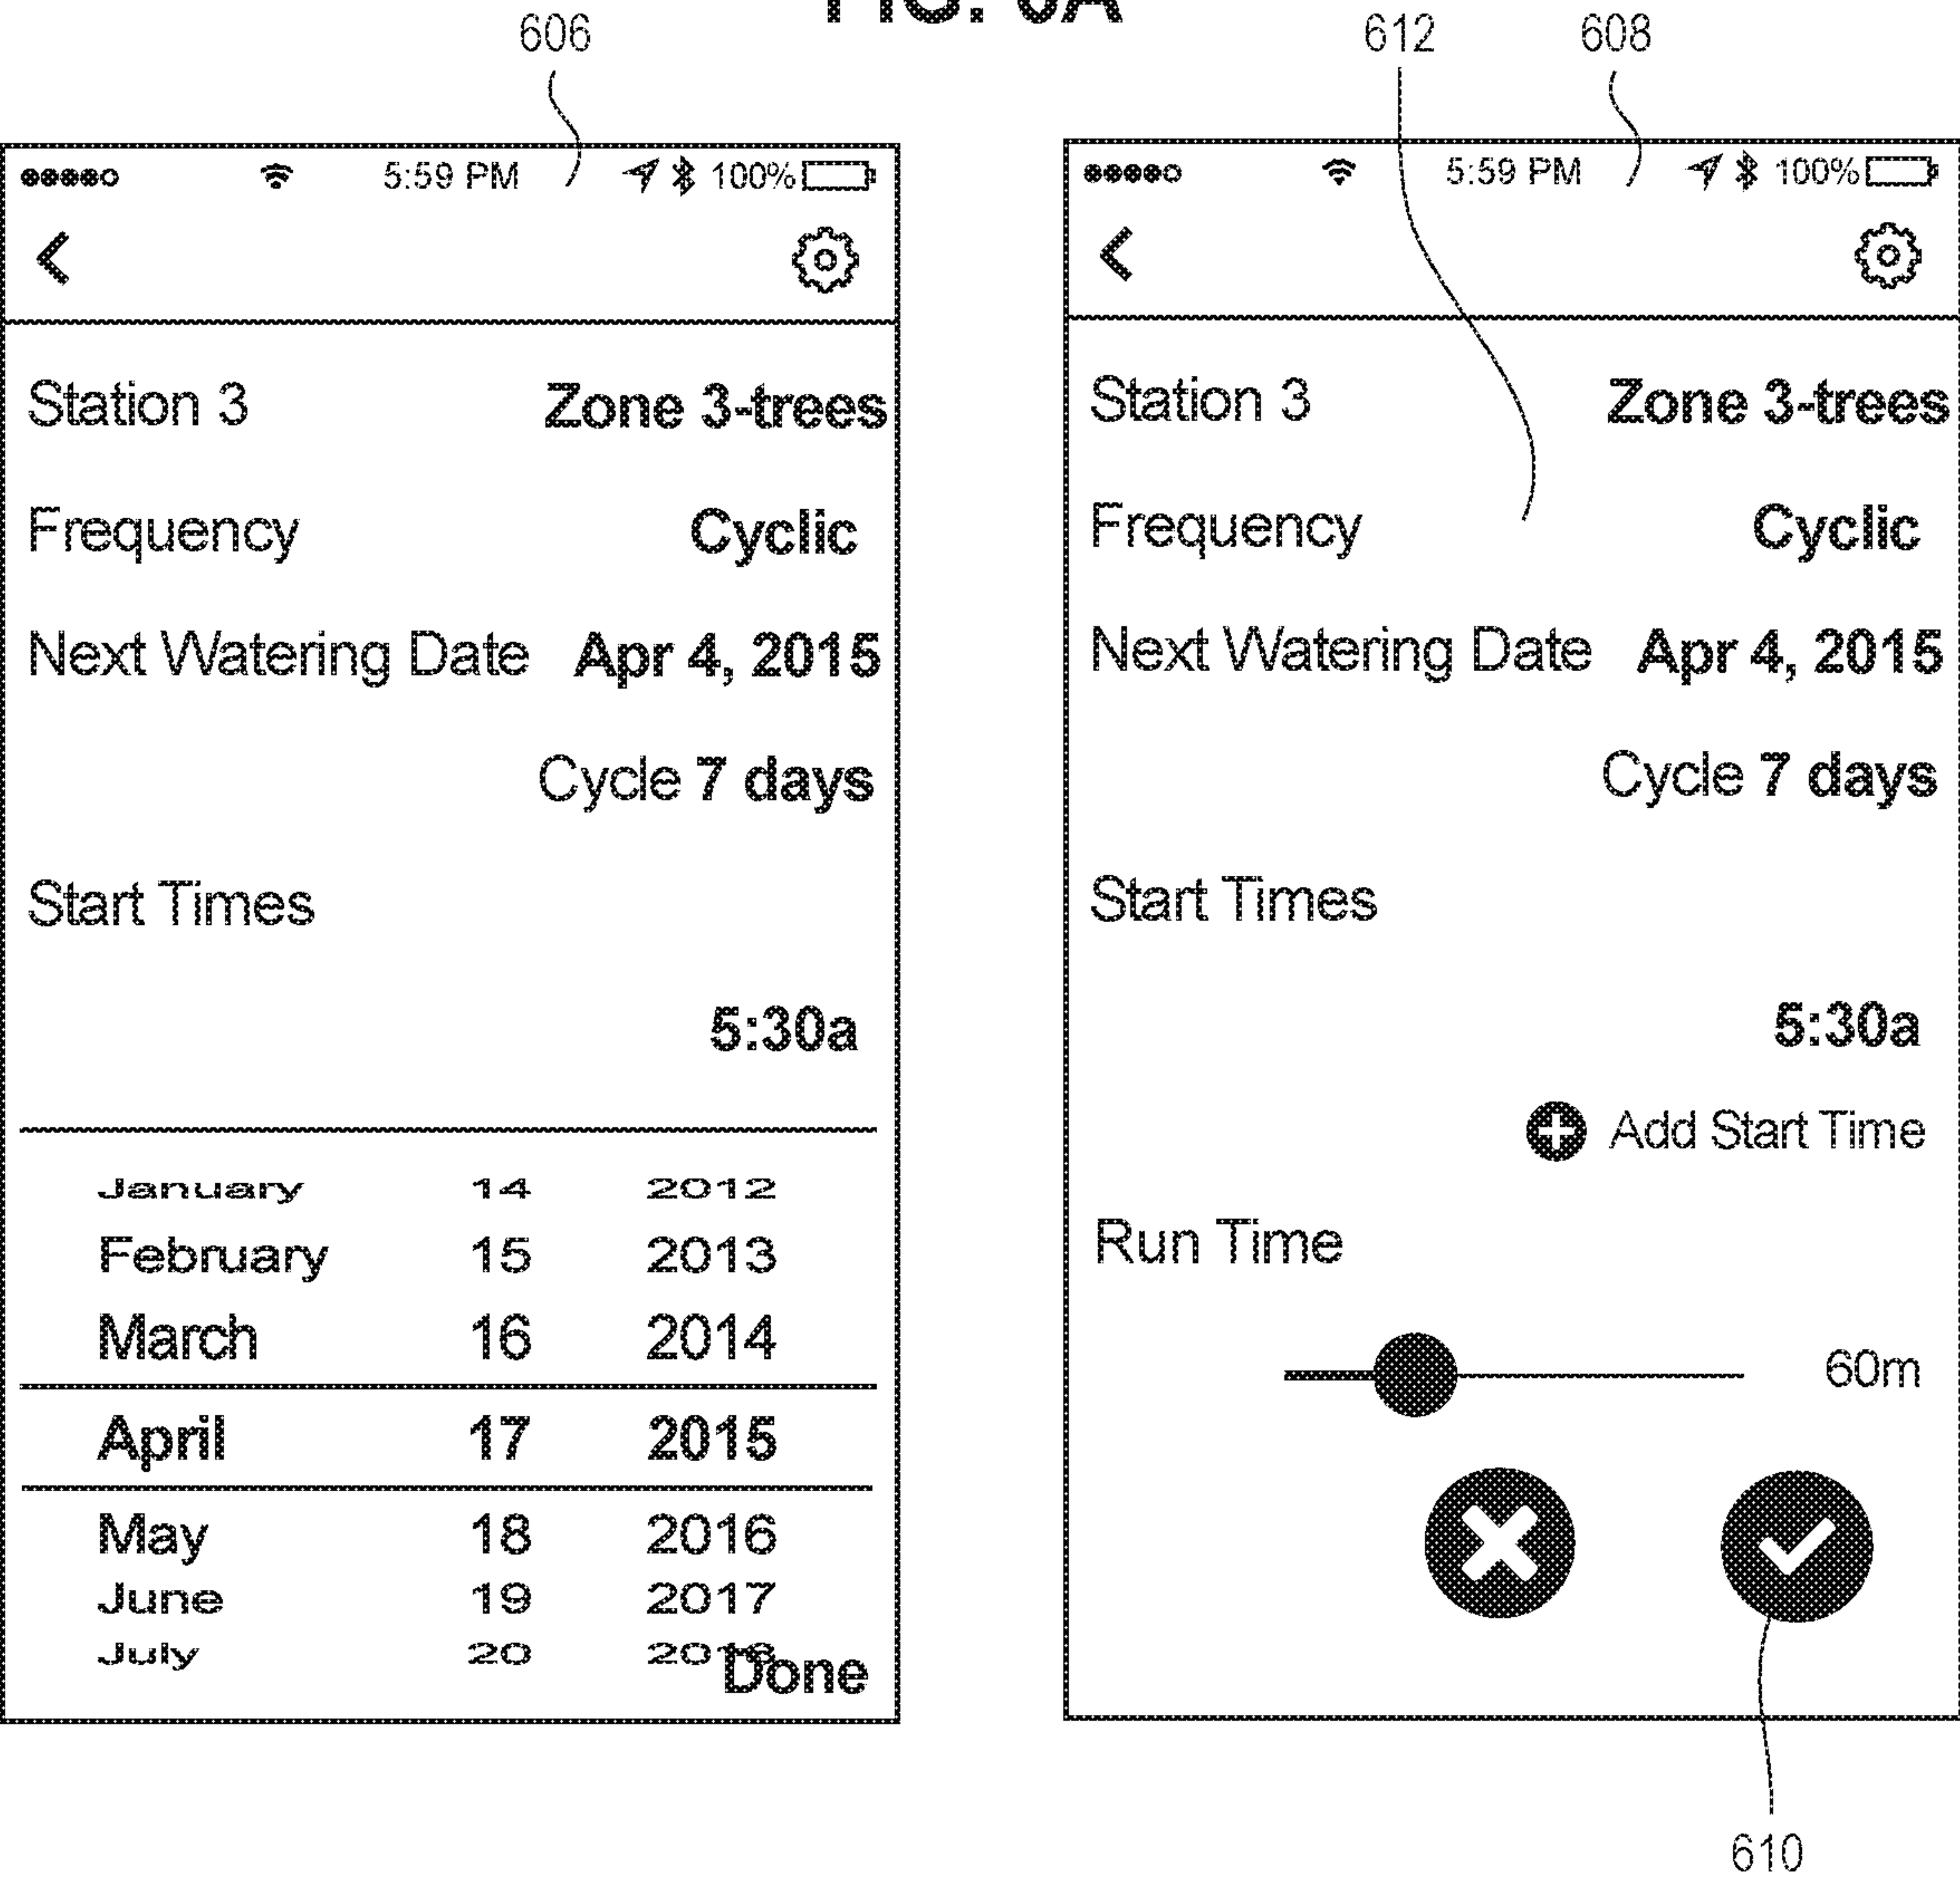 606
612
608
5:59 PM 100%
Station 3 Zone 3-trees
Frequency Cyclic
Next Watering Date Apr 4, 2015
Cycle 7 days
Start Times
5:30a
January 14 2012
February 15 2013
March 16 2014
April 17 2015
May 18 2016
June 19 2017
July 20
Done
5:59 PM 100%
Station 3 Zone 3-trees
Frequency Cyclic
Next Watering Date Apr 4, 2015
Cycle 7 days
Start Times
5:30a
Add Start Time
Run Time
60m
610